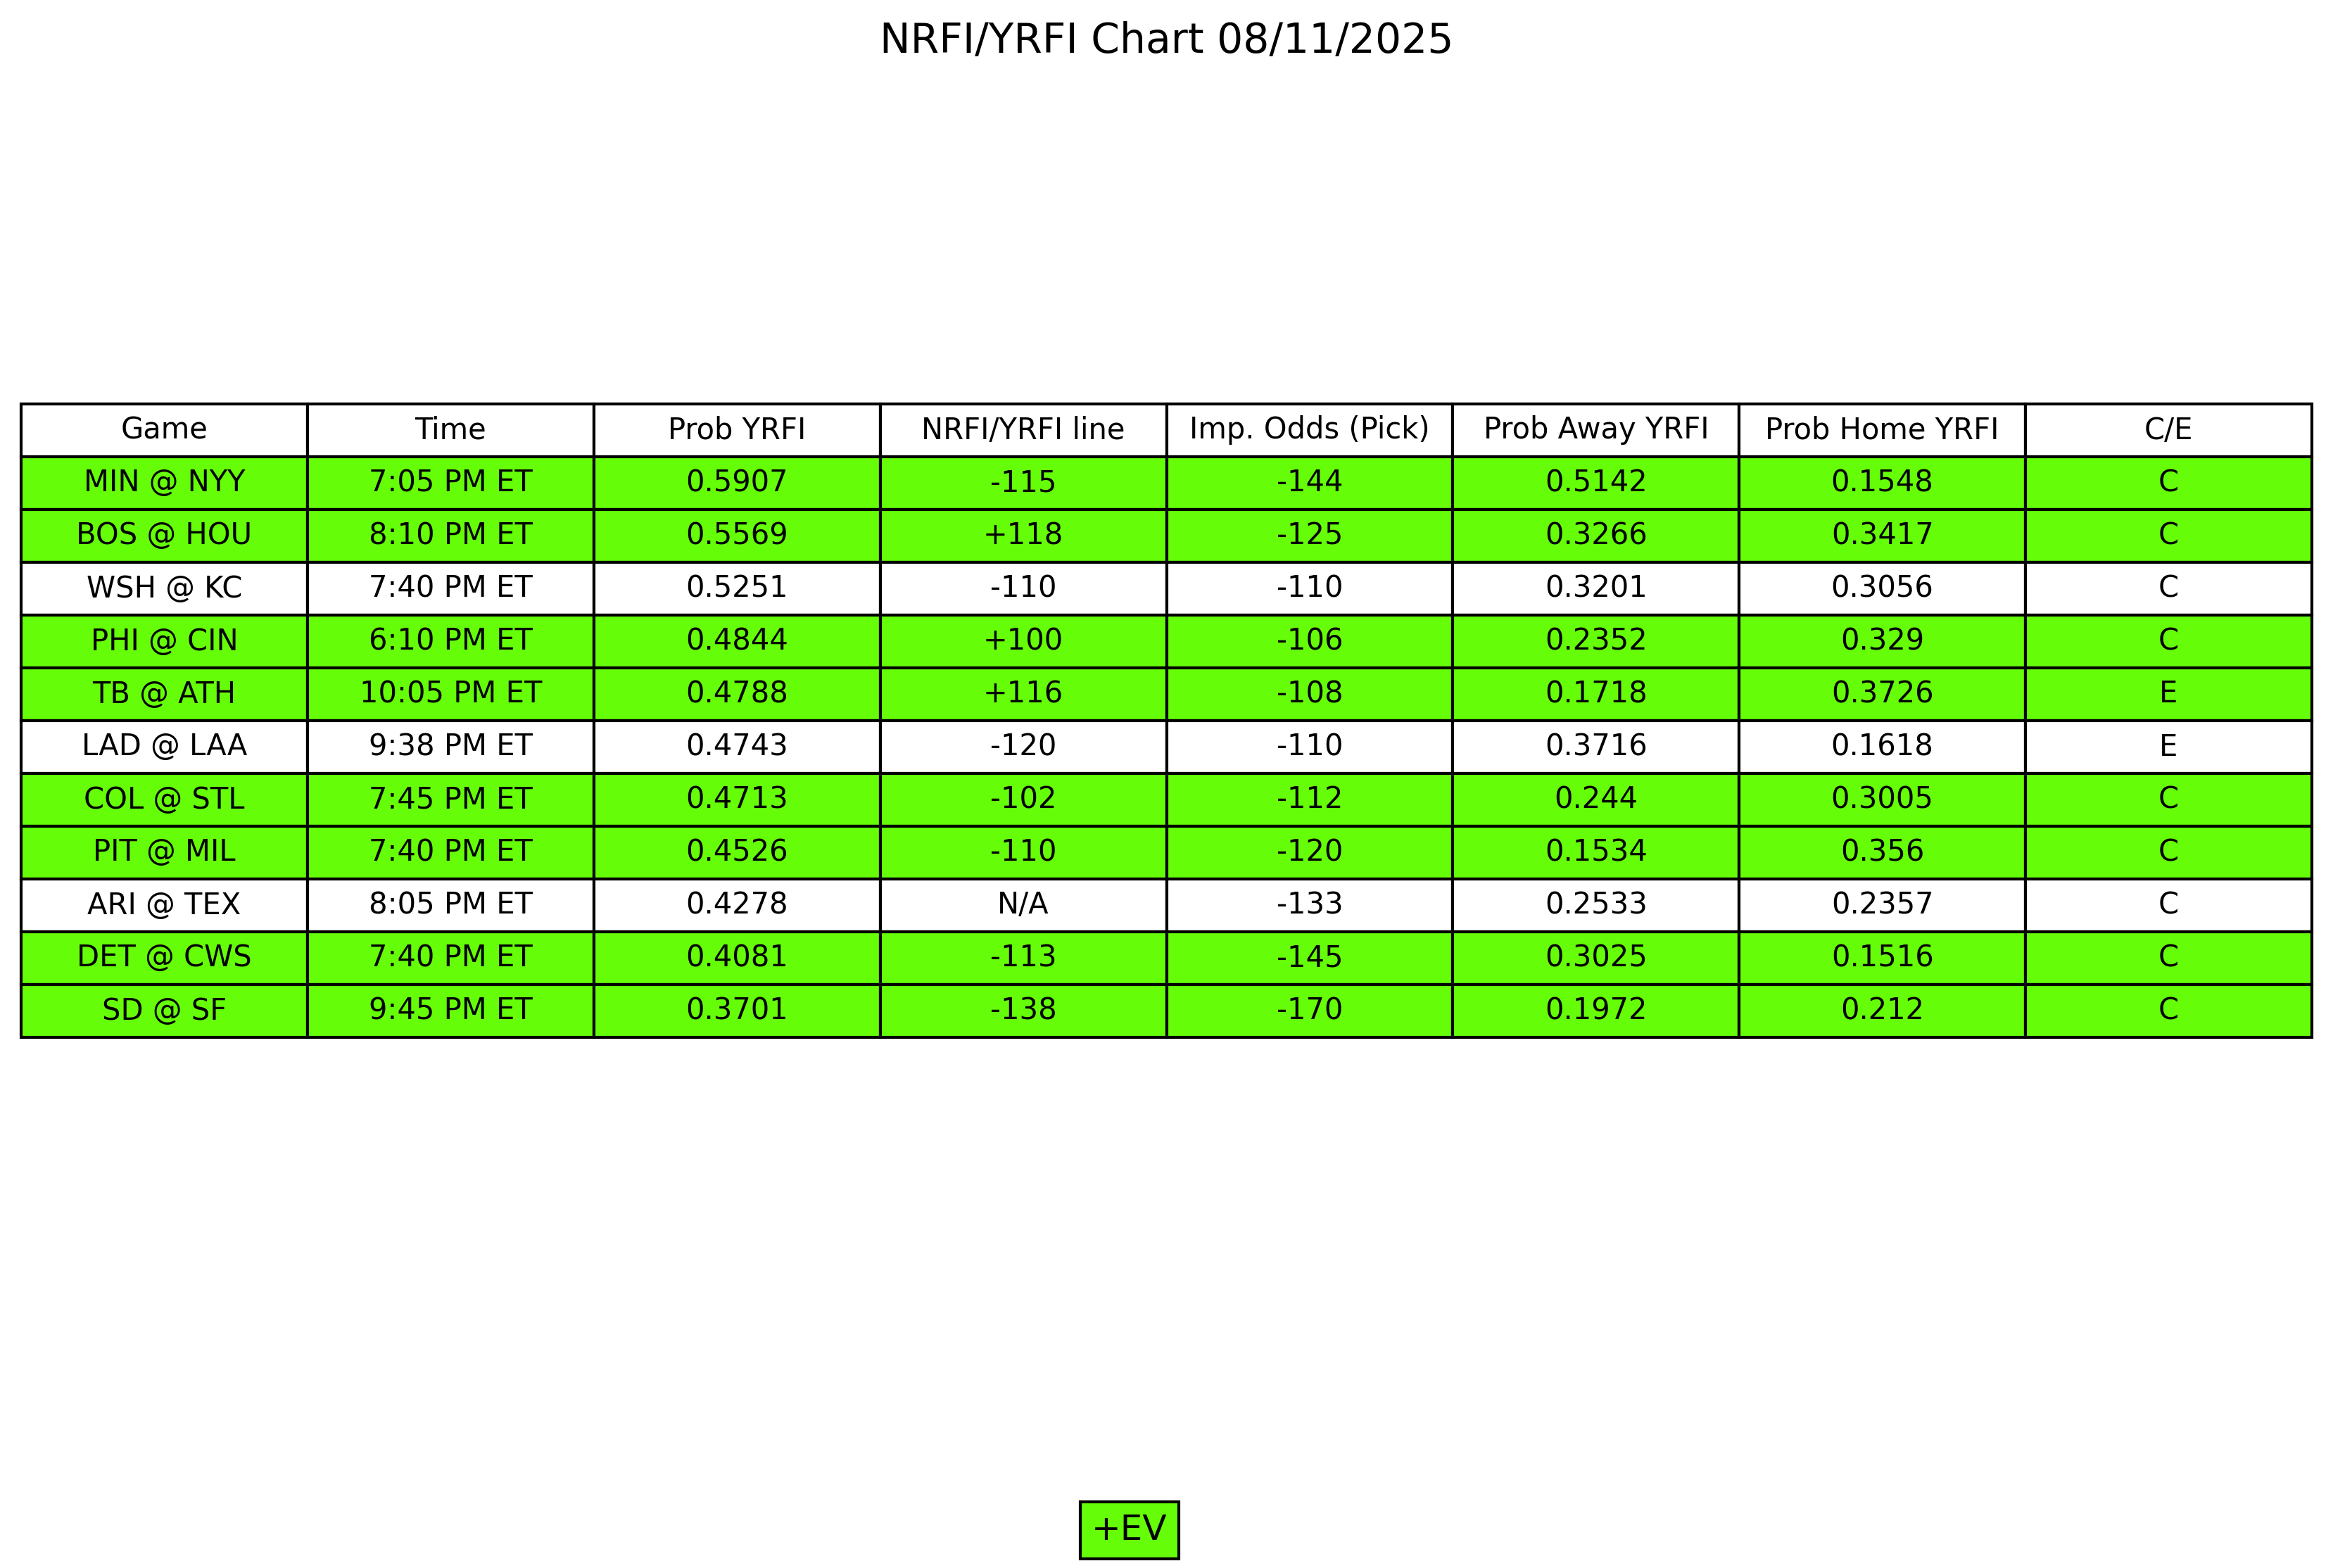 NRFI/YRFI Chart 08/11/2025
Game Time Prob YRFI NRFI/YRFI line Imp. Odds (Pick) Prob Away YRFI Prob Home YRFI C/E
MIN @ NYY 7:05 PM ET 0.5907 -115 -144 0.5142 0.1548 C
BOS @ HOU 8:10 PM ET 0.5569 +118 -125 0.3266 0.3417 C
WSH @ KC 7:40 PM ET 0.5251 -110 -110 0.3201 0.3056 C
PHI @ CIN 6:10 PM ET 0.4844 +100 -106 0.2352 0.329 C
TB @ ATH 10:05 PM ET 0.4788 +116 -108 0.1718 0.3726 E
LAD @ LAA 9:38 PM ET 0.4743 -120 -110 0.3716 0.1618 E
COL @ STL 7:45 PM ET 0.4713 -102 -112 0.244 0.3005 C
PIT @ MIL 7:40 PM ET 0.4526 -110 -120 0.1534 0.356 C
ARI @ TEX 8:05 PM ET 0.4278 N/A -133 0.2533 0.2357 C
DET @ CWS 7:40 PM ET 0.4081 -113 -145 0.3025 0.1516 C
SD @ SF 9:45 PM ET 0.3701 -138 -170 0.1972 0.212 C
+EV